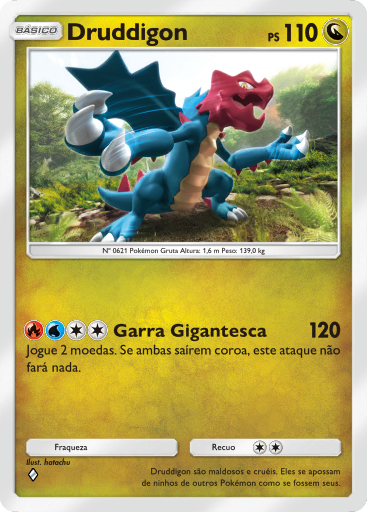 BÁSICO Druddigon PS 110
Nº 0621 Pokémon Gruta Altura: 1,6 m Peso: 139,0 kg
Garra Gigantesca 120
Jogue 2 moedas. Se ambas saírem coroa, este ataque não
fará nada.
Fraqueza Recuo
Ilust. hatachu
Druddigon são maldosos e cruéis. Eles se apossam
de ninhos de outros Pokémon como se fossem seus.